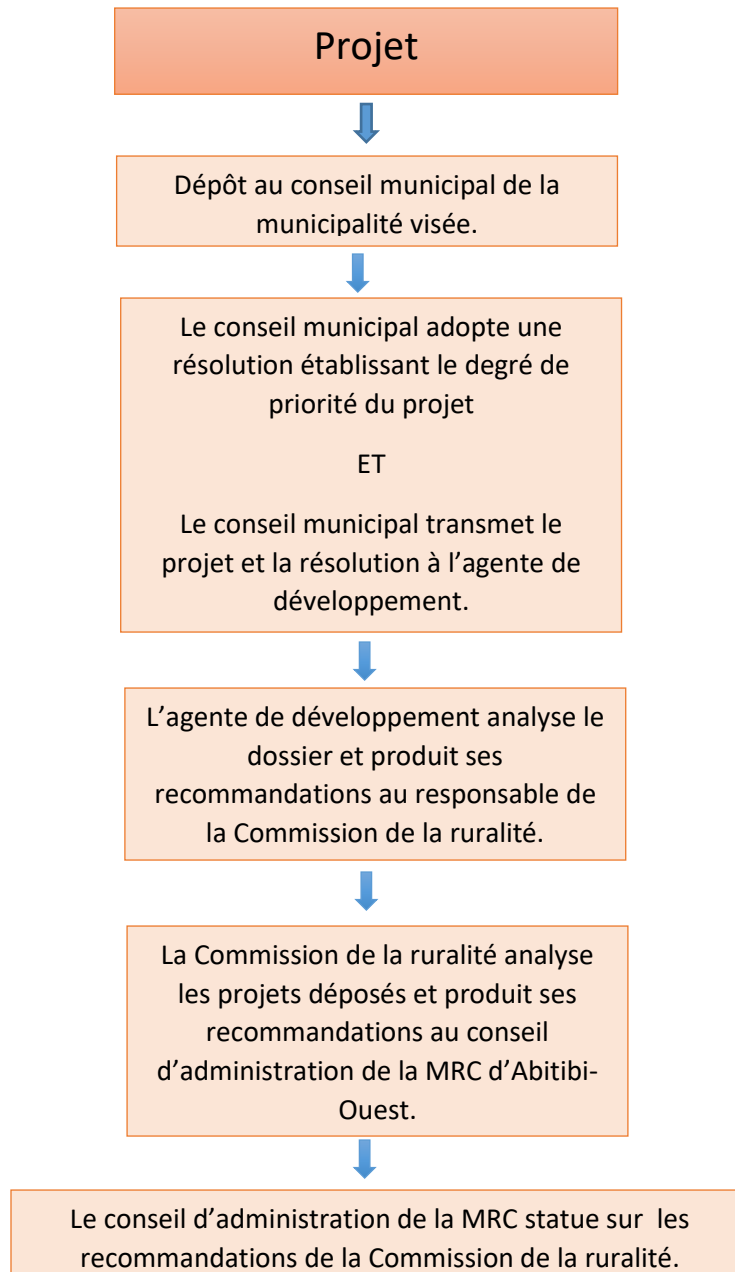 Projet
Dépôt au conseil municipal de la
municipalité visée.
Le conseil municipal adopte une
résolution établissant le degré de
priorité du projet
ET
Le conseil municipal transmet le
projet et la résolution à l’agente de
développement.
L’agente de développement analyse le
dossier et produit ses
recommandations au responsable de
la Commission de la ruralité.
La Commission de la ruralité analyse
les projets déposés et produit ses
recommandations au conseil
d’administration de la MRC d’Abitibi-
Ouest.
Le conseil d’administration de la MRC statue sur les
recommandations de la Commission de la ruralité.